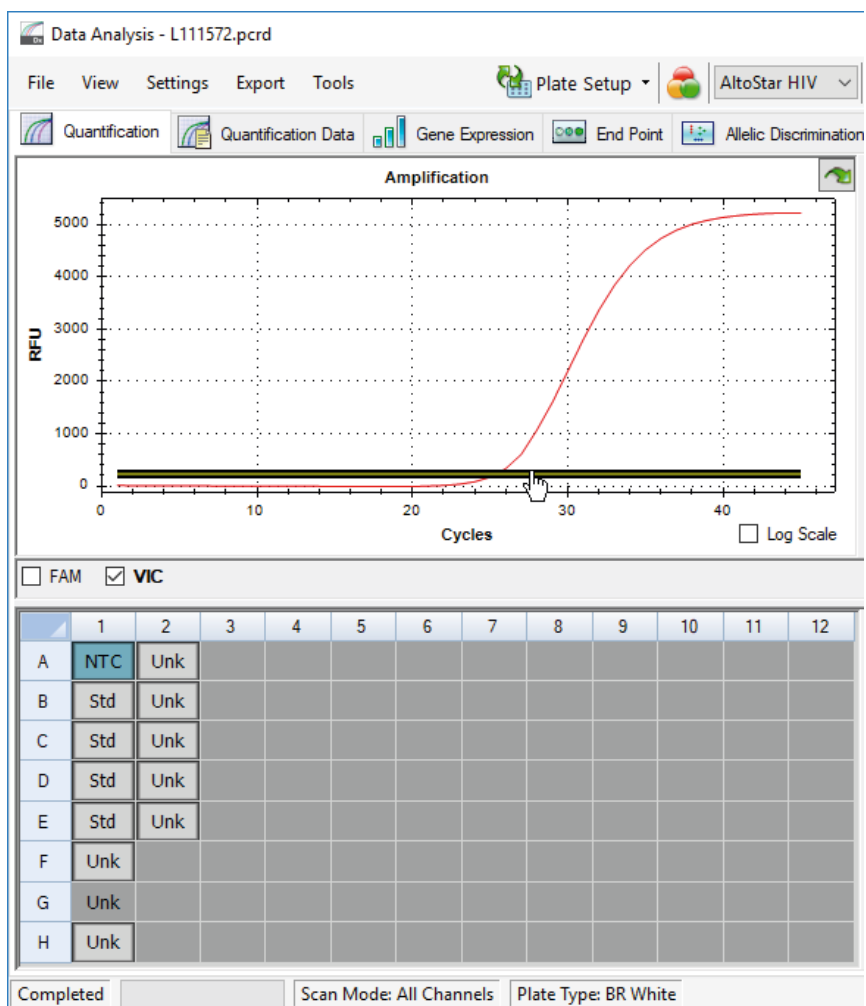 Data Analysis - L111572.pcrd
File View Settings Export Tools Plate Setup AltoStar HIV
Quantification Quantification Data Gene Expression End Point Allelic Discrimination
Amplification
5000
4000
3000
RFU
2000
1000
0
0 10 20 30 40
Cycles
Log Scale
FAM VIC
1 2 3 4 5 6 7 8 9 10 11 12
A NTC Unk
B Std Unk
C Std Unk
D Std Unk
E Std Unk
F Unk
G Unk
H Unk
Completed Scan Mode: All Channels Plate Type: BR White